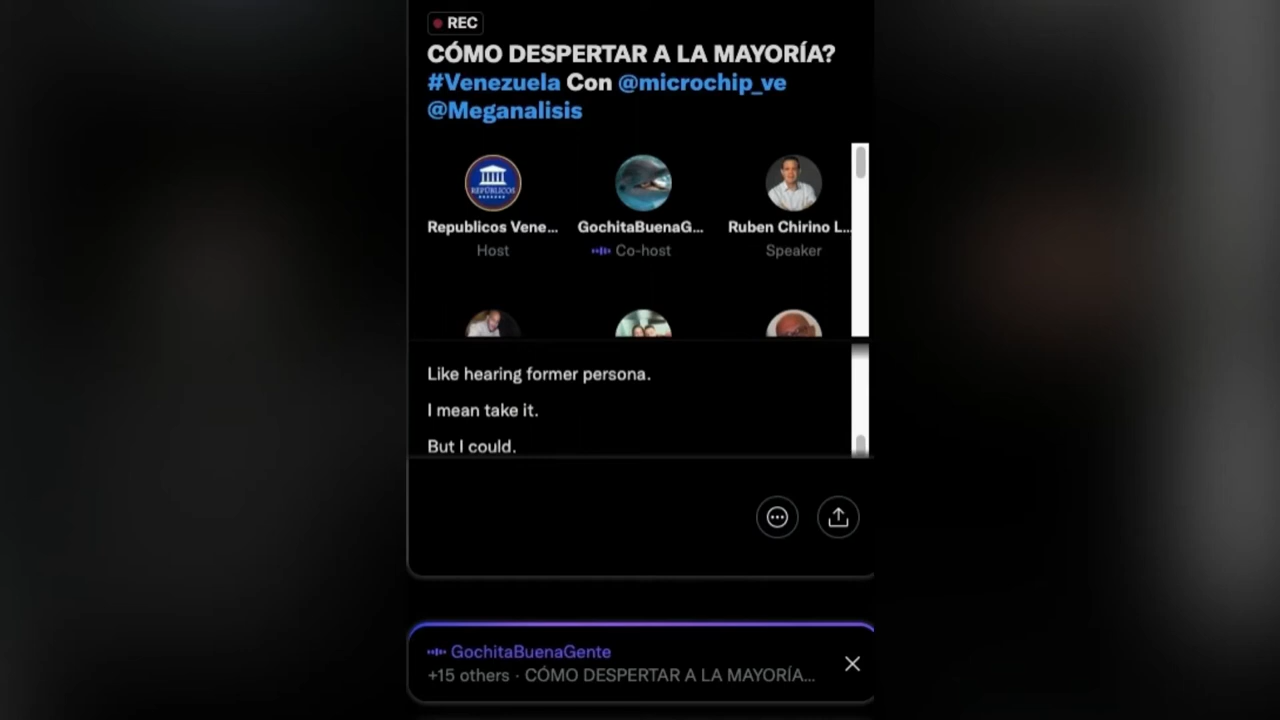 REC
CÓMO DESPERTAR A LA MAYORÍA?
#Venezuela Con @microchip_ve
@Meganalisis
REPÚBLICOS
Republicos Vene...
GochitaBuenaG...
Ruben Chirino L...
Host
Co-host
Speaker
Like hearing former persona.
I mean take it.
But I could.
GochitaBuenaGente
+15 others · CÓMO DESPERTAR A LA MAYORÍA...